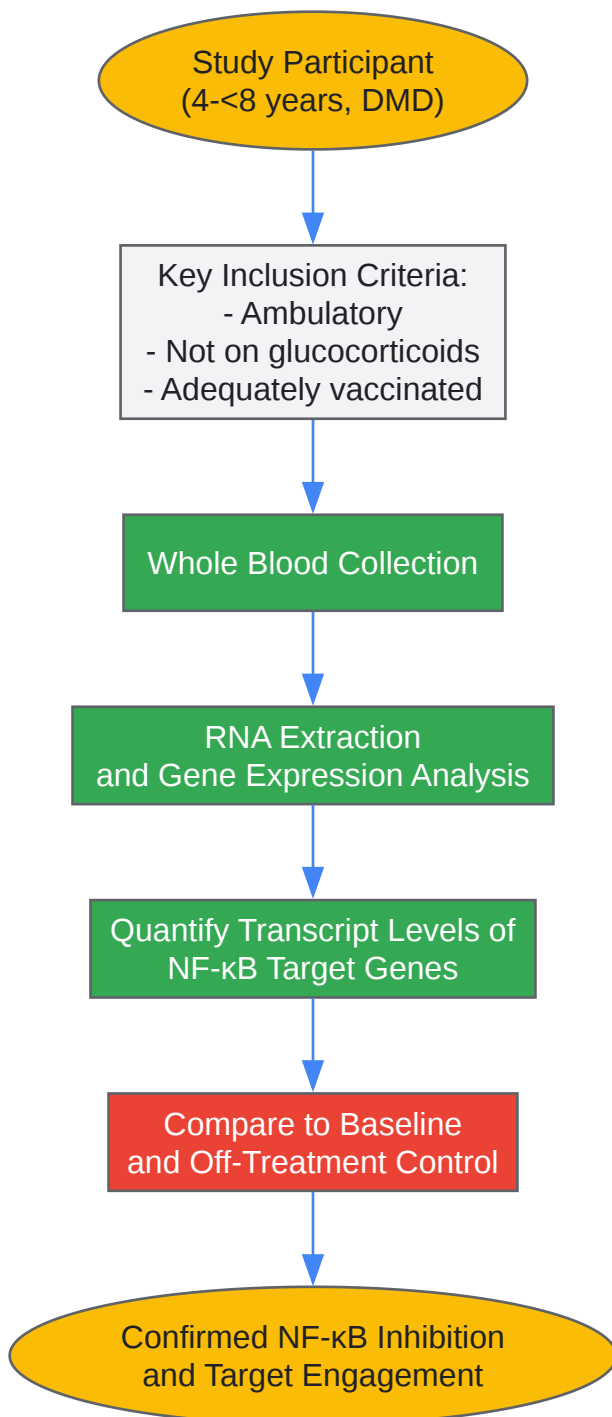 Study Participant
(4-<8 years, DMD)
Key Inclusion Criteria:
- Ambulatory
- Not on glucocorticoids
- Adequately vaccinated
Whole Blood Collection
RNA Extraction
and Gene Expression Analysis
Quantify Transcript Levels of
NF-κB Target Genes
Compare to Baseline
and Off-Treatment Control
Confirmed NF-κB Inhibition
and Target Engagement